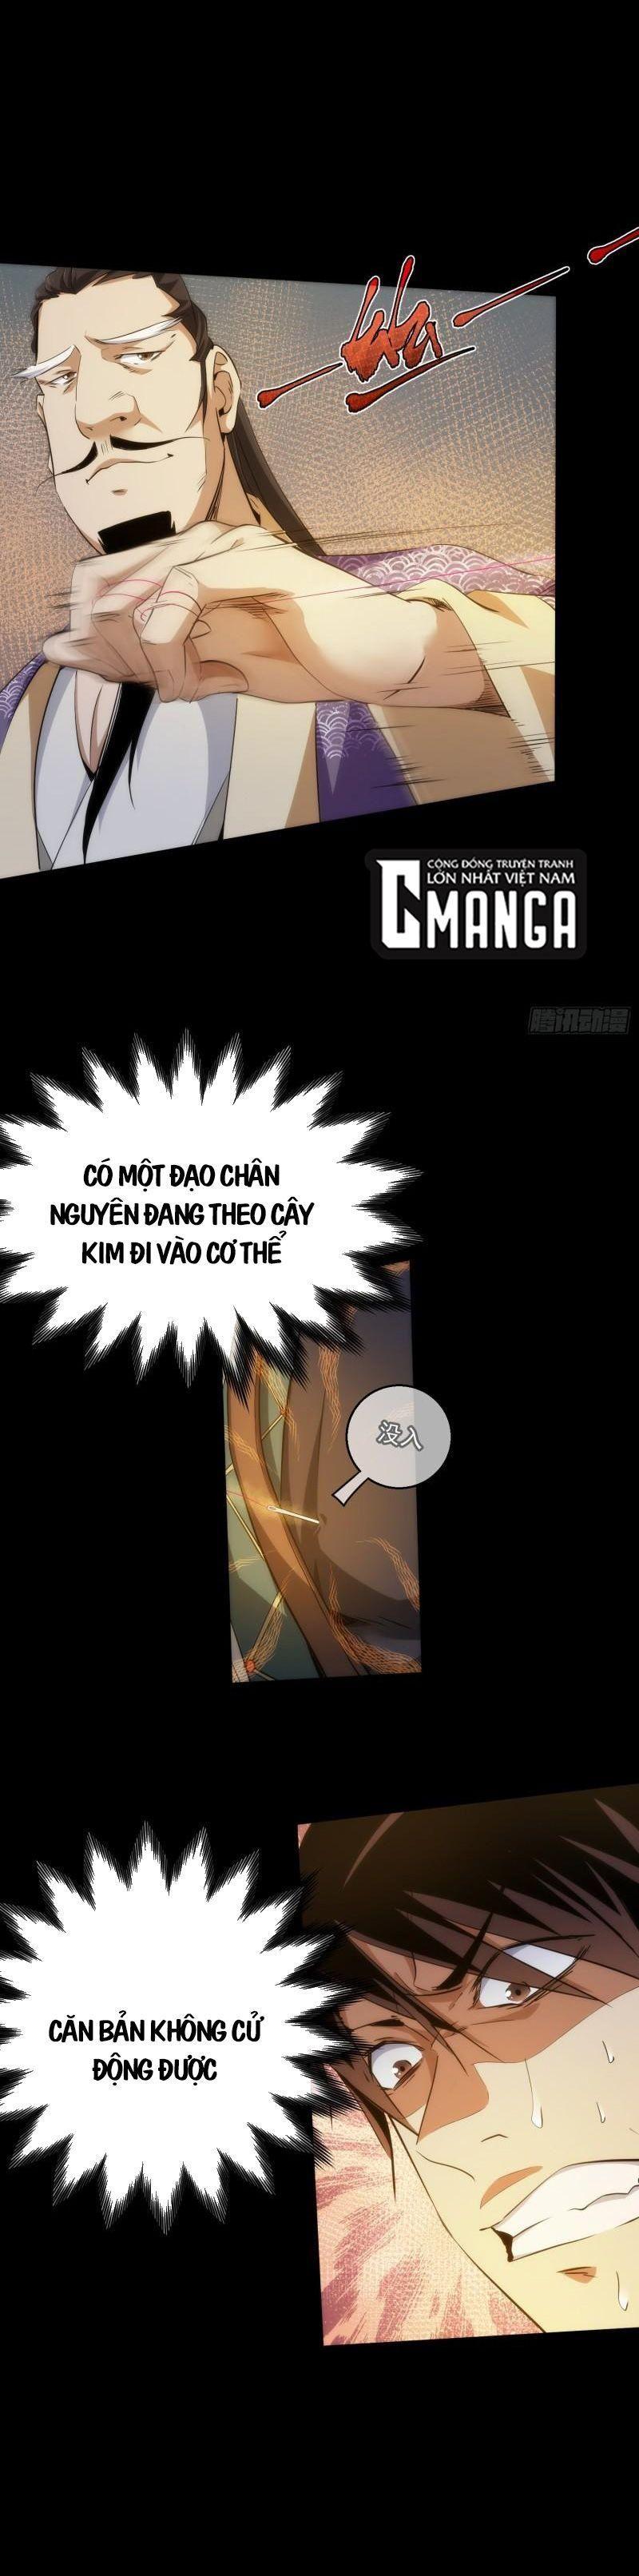 CỘNG ĐỒNG TRUYỆN TRANH
LỚN NHẤT VIỆT NAM
CMANGA
腾讯动漫
CÓ MỘT ĐẠO CHÂN
NGUYÊN ĐANG THEO CÂY
KIM ĐI VÀO CƠ THỂ
没入
CĂN BẢN KHÔNG CỬ
ĐỘNG ĐƯỢC